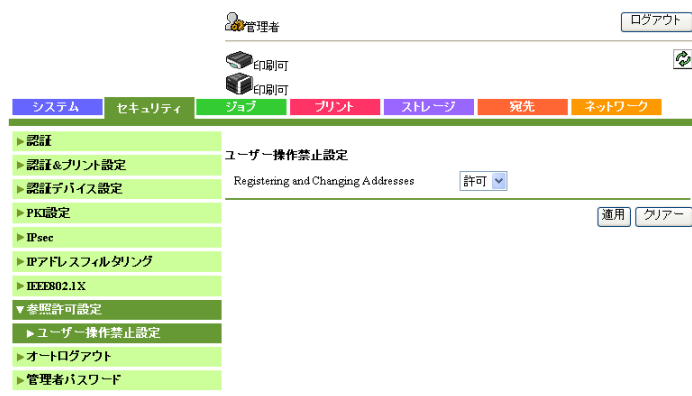 管理者
ログアウト
印刷可
印刷可
システム セキュリティ ジョブ プリント ストレージ 宛先 ネットワーク
認証
認証&プリント設定
認証デバイス設定
PKI設定
IPsec
IPアドレスフィルタリング
IEEE802.1X
参照許可設定
ユーザー操作禁止設定
オートログアウト
管理者パスワード
ユーザー操作禁止設定
Registering and Changing Addresses 許可
適用 クリアー